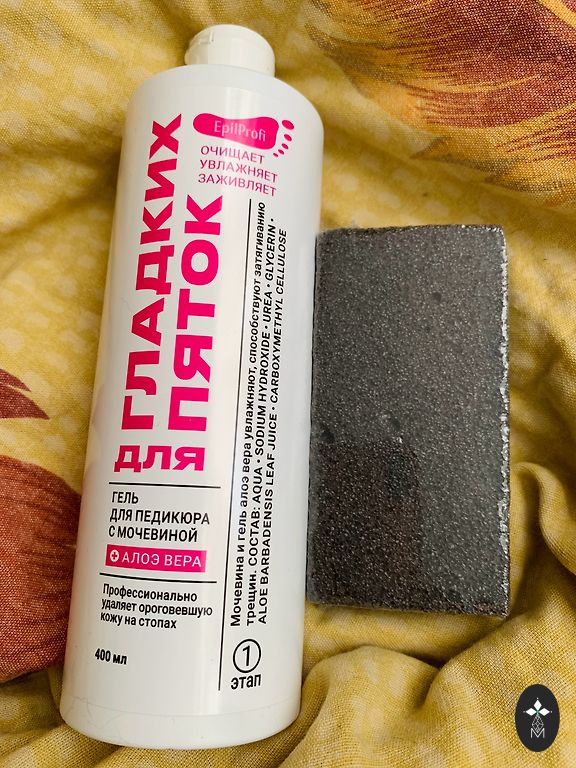 EpilProfi
ОЧИЩАЕТ
УВЛАЖНЯЕТ
ЗАЖИВЛЯЕТ
для ГЛАДКИХ
ПЯТОК
ГЕЛЬ
ДЛЯ ПЕДИКЮРА
С МОЧЕВИНОЙ
+ АЛОЭ ВЕРА
Профессионально
удаляет ороговевшую
кожу на стопах
400 мл
Мочевина и гель алоэ вера увлажняют, способствуют затягиванию
трещин. СОСТАВ: AQUA • SODIUM HYDROXIDE • UREA • GLYCERIN •
ALOE BARBADENSIS LEAF JUICE • CARBOXYMETHYL CELLULOSE
1
этап
M